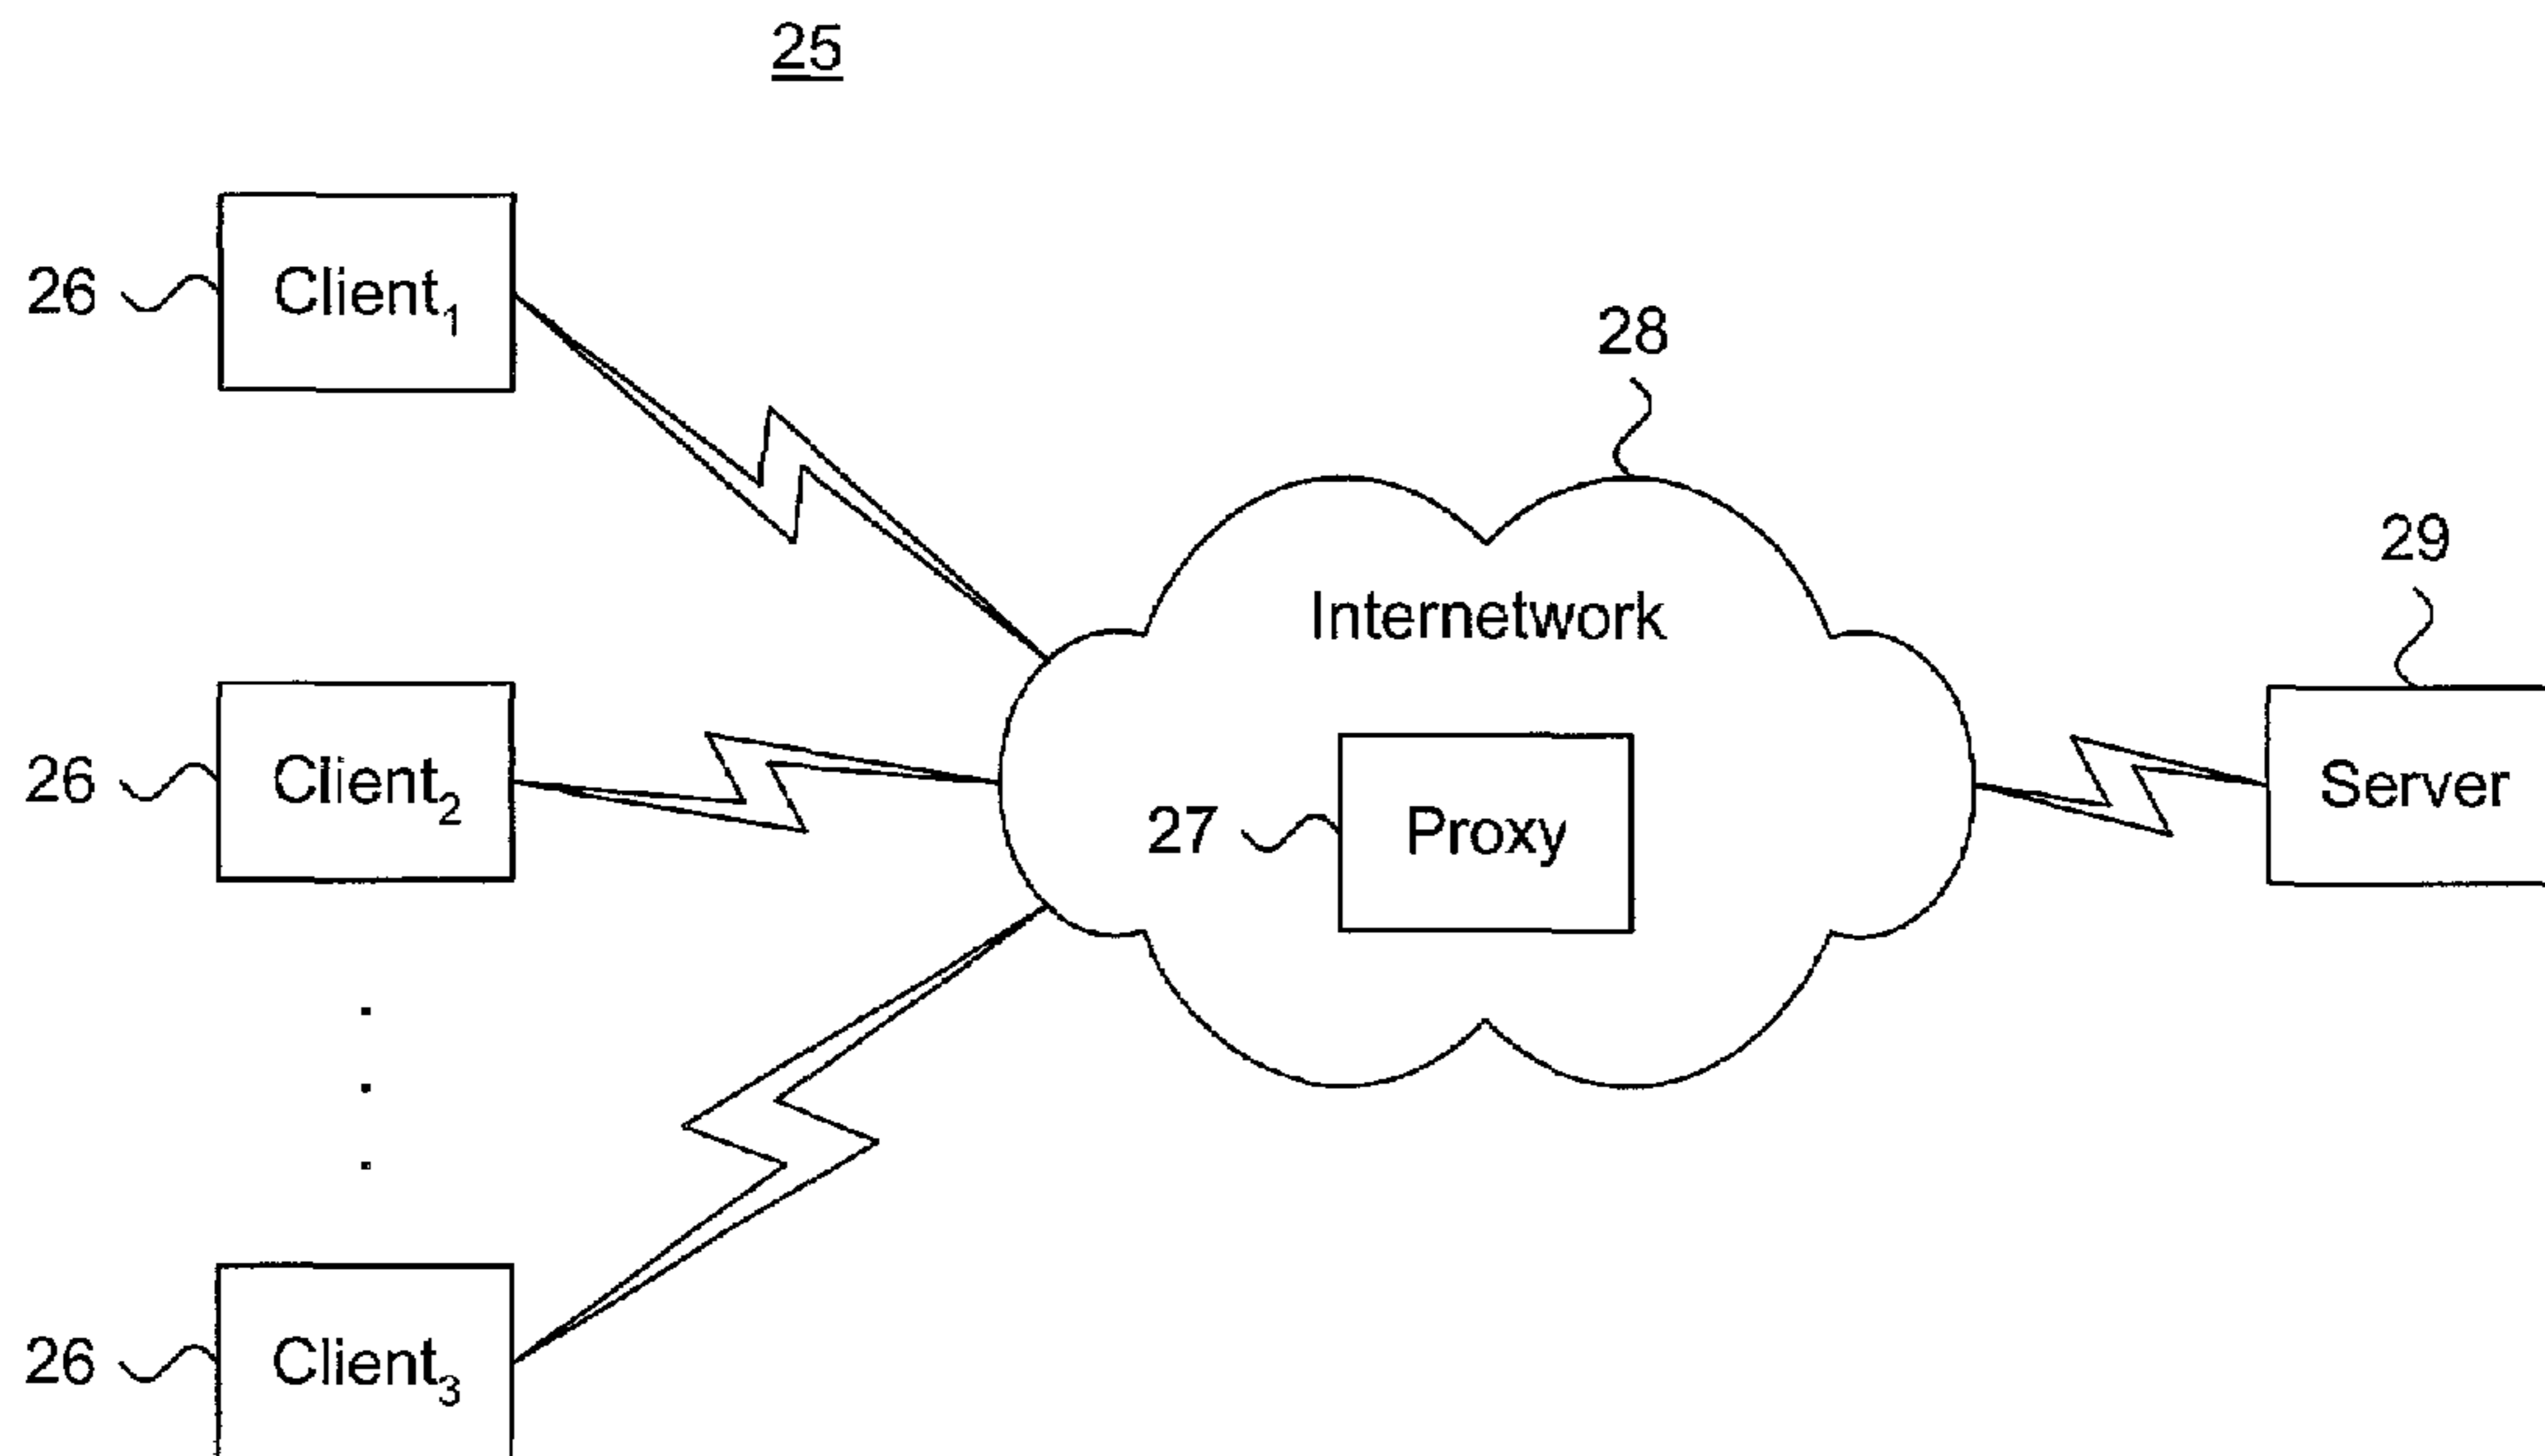 25
26 Client₁
28
Internetwork
29
26 Client₂
27 Proxy
Server
26 Client₃